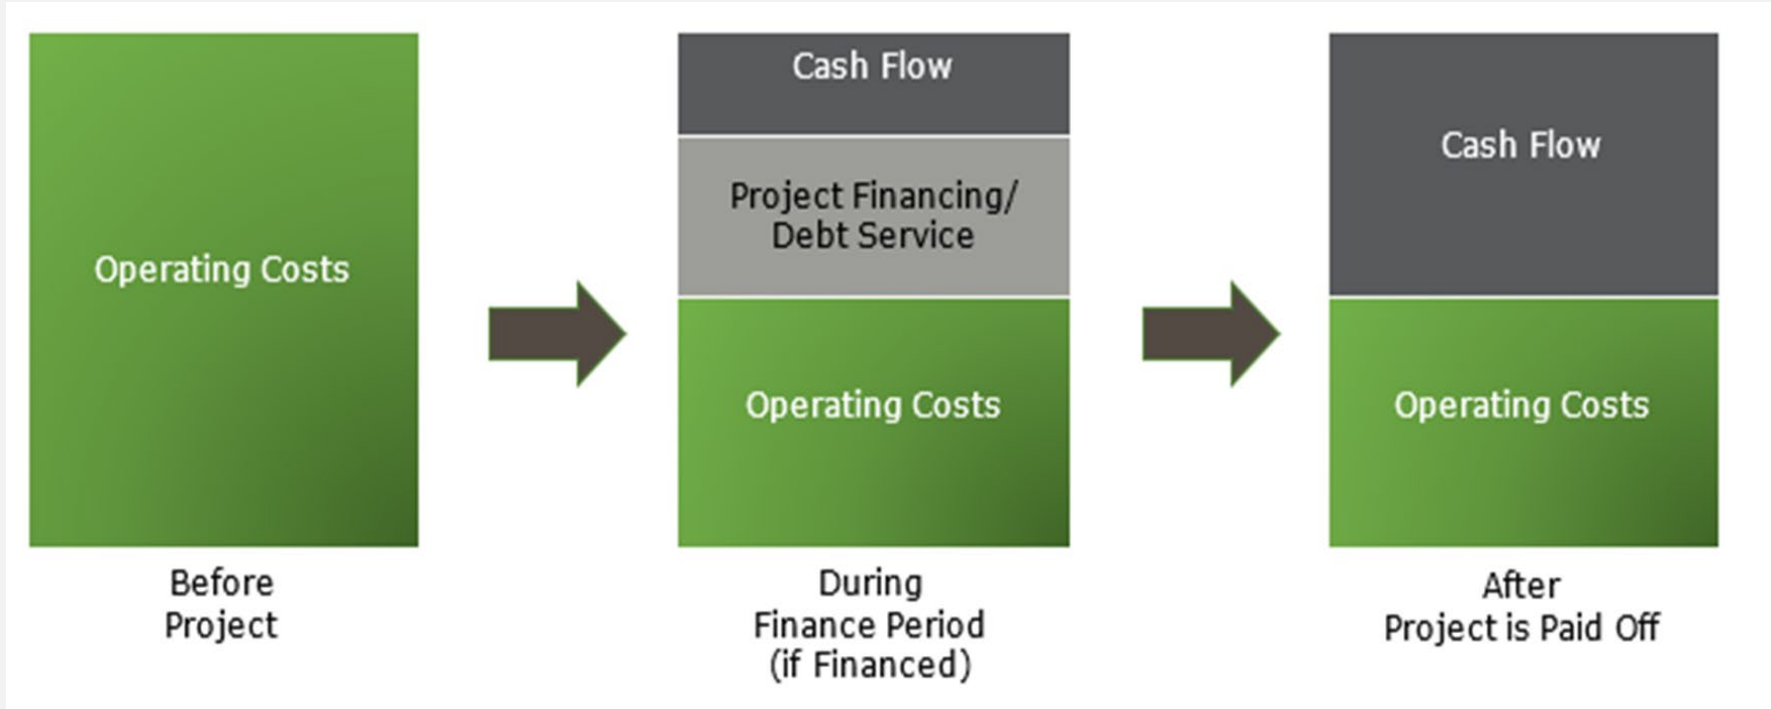 Operating Costs
Before
Project
Cash Flow
Project Financing/
Debt Service
Operating Costs
During
Finance Period
(if Financed)
Cash Flow
Operating Costs
After
Project is Paid Off